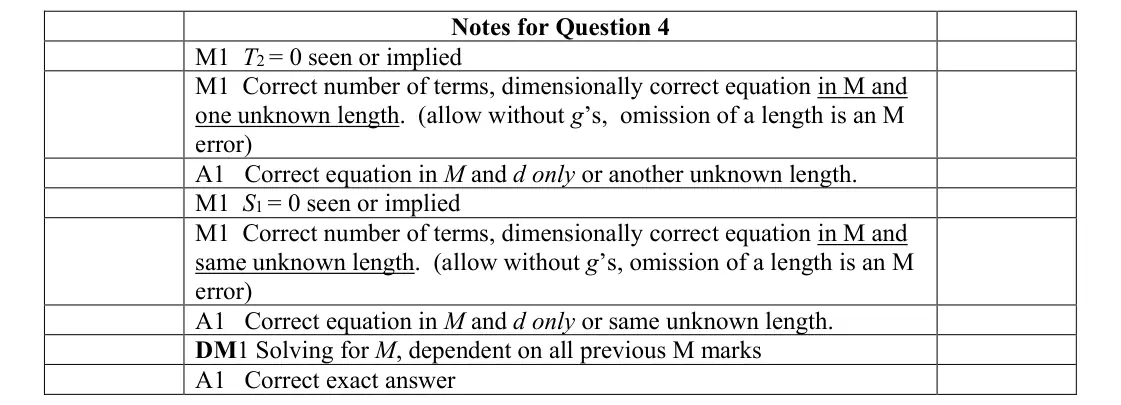 Notes for Question 4
M1 T2 = 0 seen or implied
M1 Correct number of terms, dimensionally correct equation in M and
one unknown length. (allow without g’s, omission of a length is an M
error)
A1 Correct equation in M and d only or another unknown length.
M1 S1 = 0 seen or implied
M1 Correct number of terms, dimensionally correct equation in M and
same unknown length. (allow without g’s, omission of a length is an M
error)
A1 Correct equation in M and d only or same unknown length.
DM1 Solving for M, dependent on all previous M marks
A1 Correct exact answer